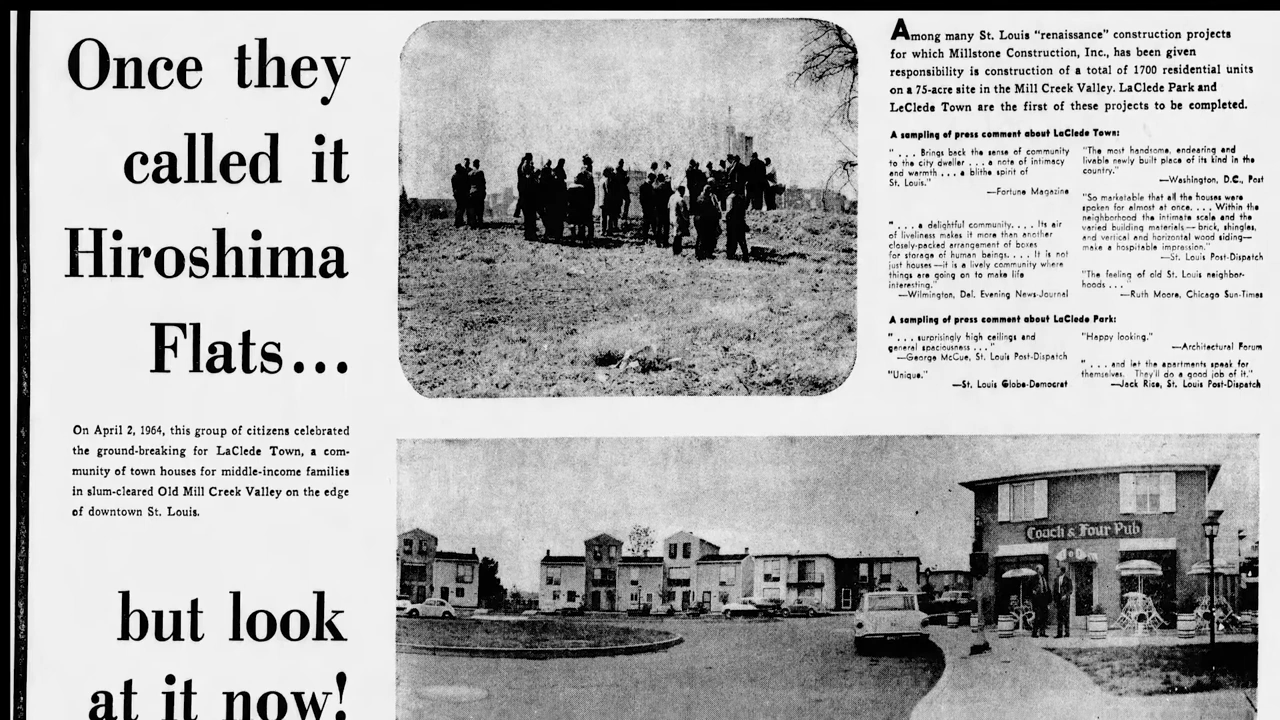 Once they
called it
Hiroshima
Flats...
On April 2, 1964, this group of citizens celebrated
the ground-breaking for LaClede Town, a com-
munity of town houses for middle-income families
in slum-cleared Old Mill Creek Valley on the edge
of downtown St. Louis.
but look
at it now!
Among many St. Louis "renaissance" construction projects
for which Millstone Construction, Inc., has been given
responsibility is construction of a total of 1700 residential units
on a 75-acre site in the Mill Creek Valley. LaClede Park and
LeClede Town are the first of these projects to be completed.
A sampling of press comment about LaClede Town:
" . . . Brings back the sense of community
to the city dweller . . . a note of intimacy
and warmth . . . a blithe spirit of
St. Louis."
—Fortune Magazine
" . . . a delightful community. . . . Its air
of liveliness makes it more than another
closely-packed arrangement of boxes
for storage of human beings. . . . It is not
just houses—it is a lively community where
things are going on to make life
interesting."
—Wilmington, Del. Evening News-Journal
"The most handsome, endearing and
livable newly built place of its kind in the
country."
—Washington, D.C., Post
"So marketable that all the houses were
spoken for almost at once. . . . Within the
neighborhood the intimate scale and the
varied building materials—brick, shingles,
and vertical and horizontal wood siding—
make a hospitable impression."
—St. Louis Post-Dispatch
"The feeling of old St. Louis neighbor-
hoods . . ."
—Ruth Moore, Chicago Sun-Times
A sampling of press comment about LaClede Park:
" . . . surprisingly high ceilings and
general spaciousness . . ."
—George McCue, St. Louis Post-Dispatch
"Unique."
—St. Louis Globe-Democrat
"Happy looking."
—Architectural Forum
" . . . and let the apartments speak for
themselves. They'll do a good job of it."
—Jack Rice, St. Louis Post-Dispatch
Coach & Four Pub